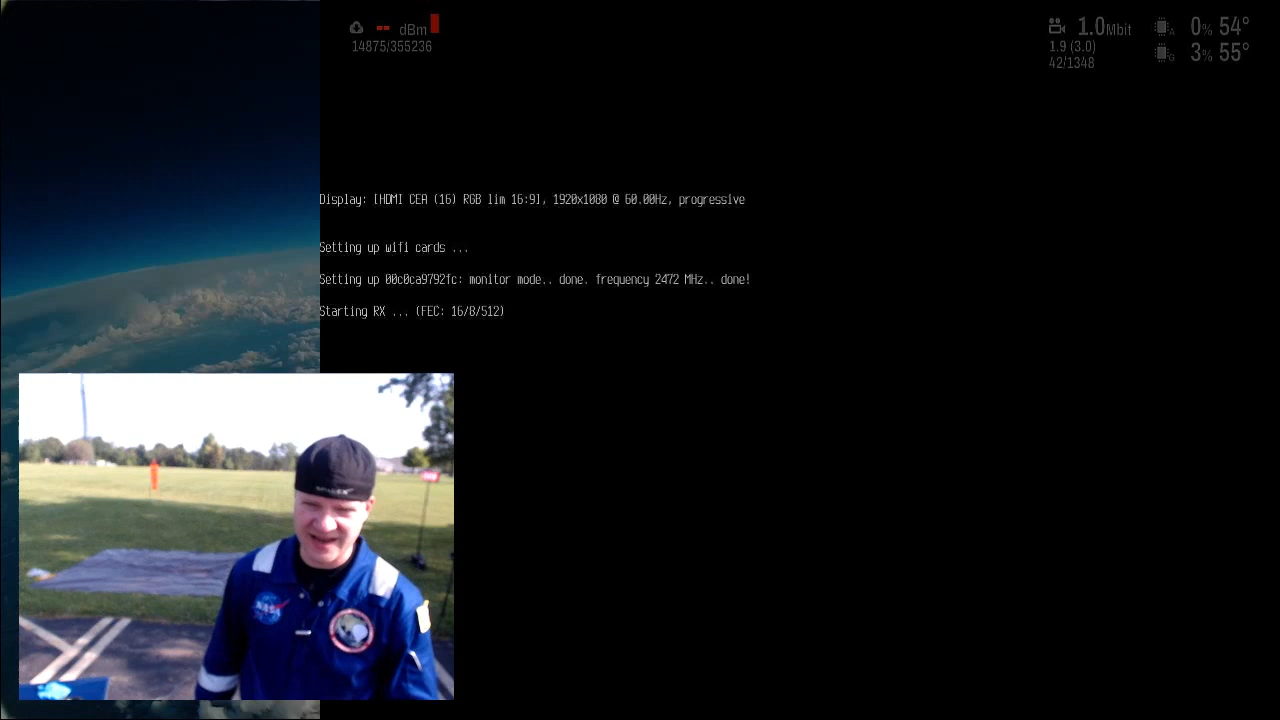 -- dBm
14875/355236
1.0Mbit
1.9 (3.0)
42/1348
A 0% 54°
G 3% 55°
Display: [HDMI CEA (16) RGB lim 16:9], 1920x1080 @ 60.00Hz, progressive
Setting up wifi cards ...
Setting up 00c0ca9792fc: monitor mode.. done. frequency 2472 MHz.. done!
Starting RX ... (FEC: 16/8/512)
NASA